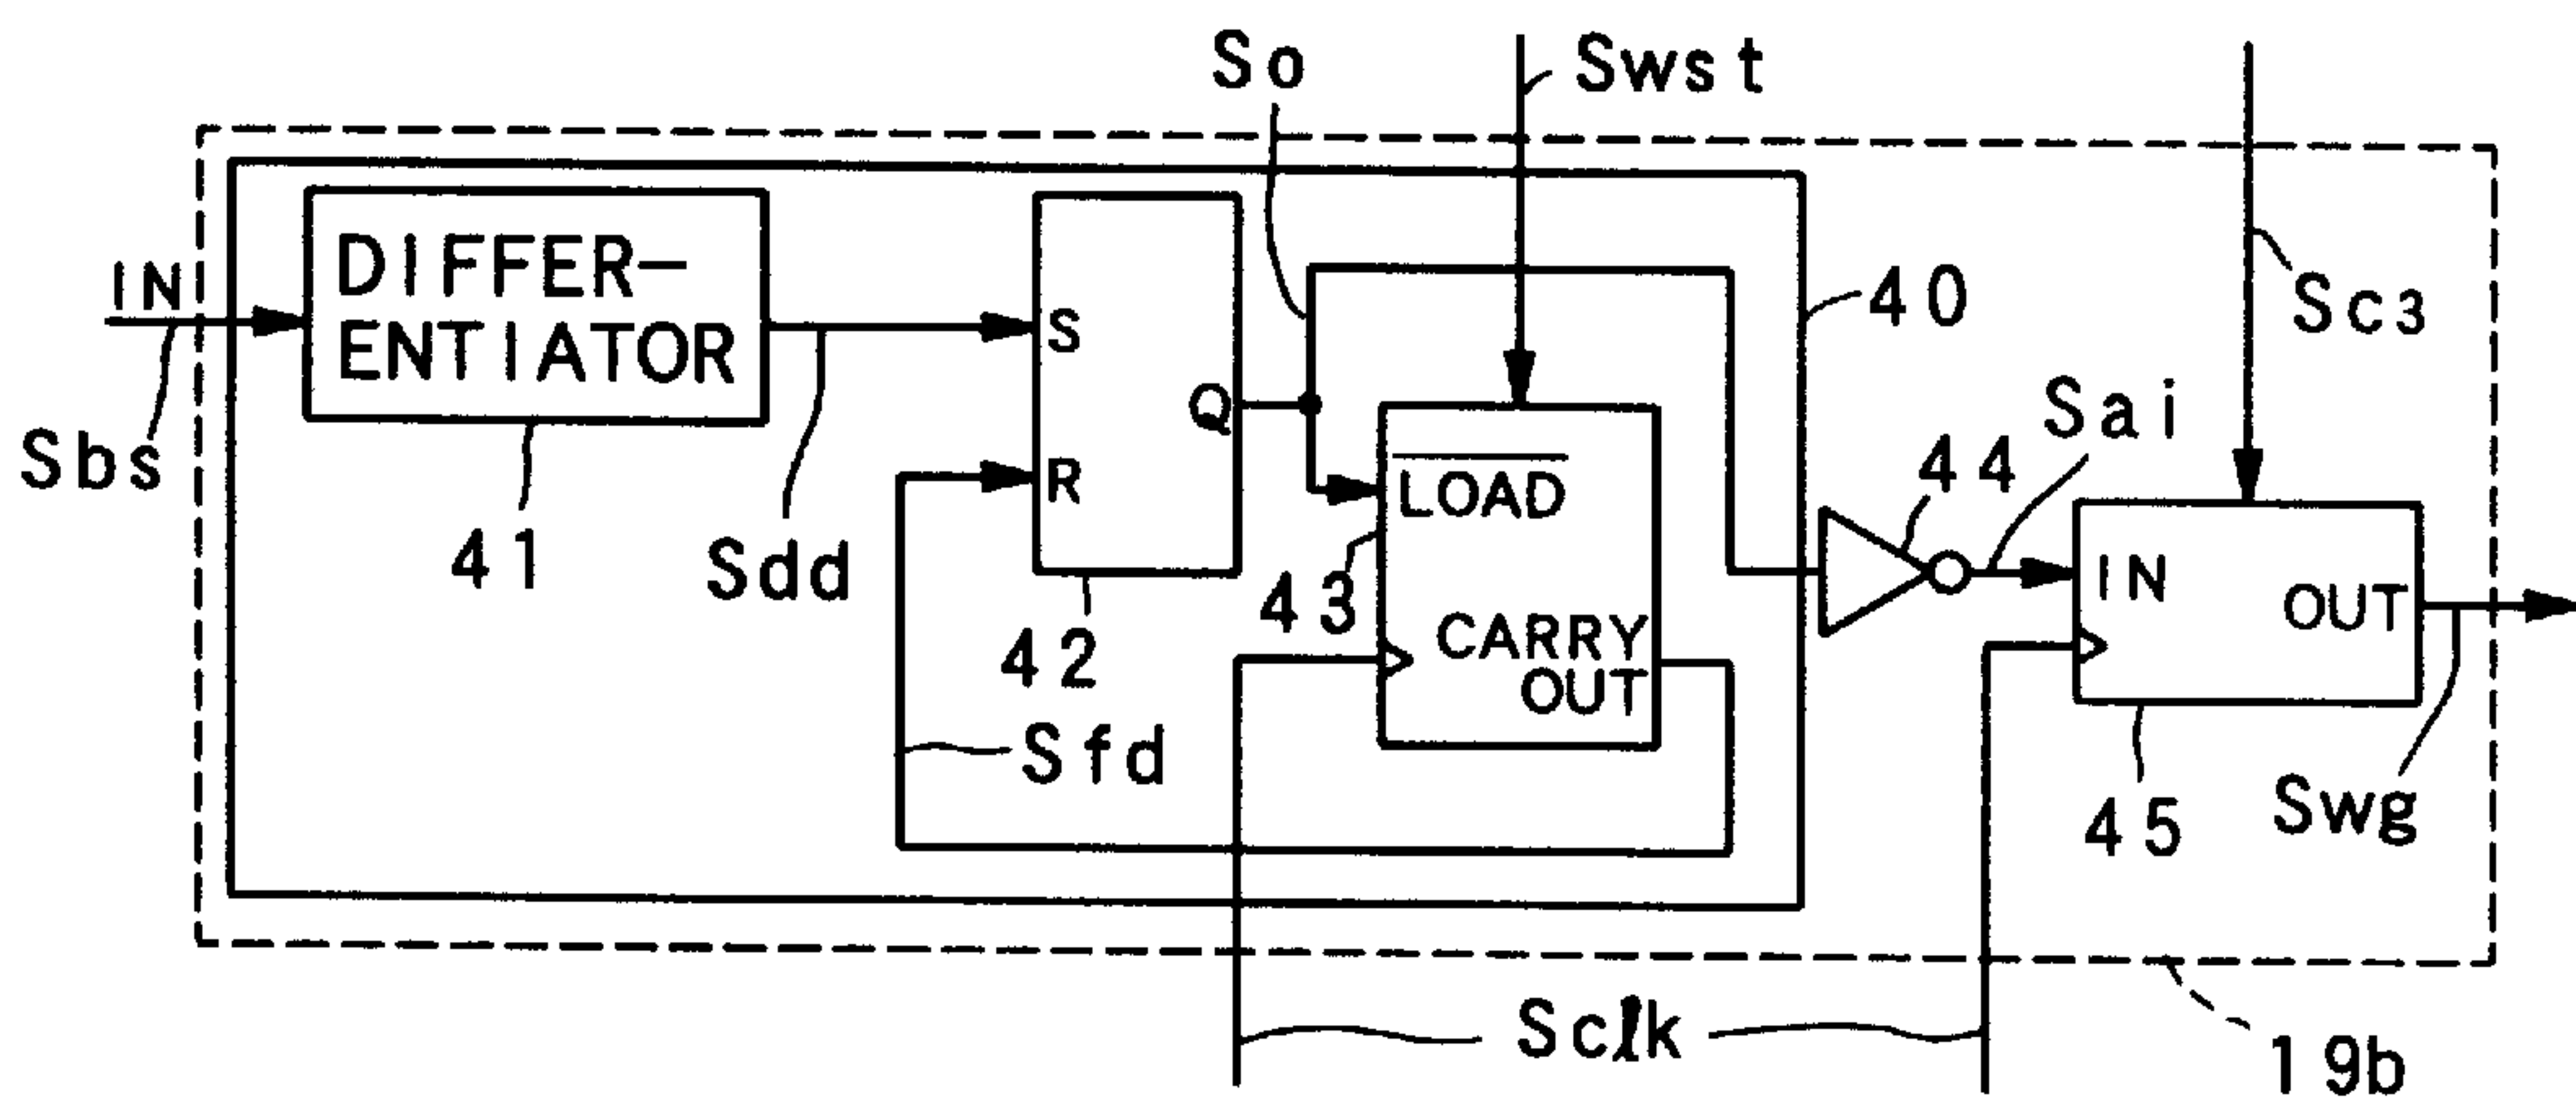 So
Swst
IN
DIFFER-
ENTIATOR
S
Q
R
Sbs
41
Sdd
42
Sfd
LOAD
43
CARRY
OUT
40
Sc3
Sai
44
IN
OUT
45
Swg
Sclk
19b